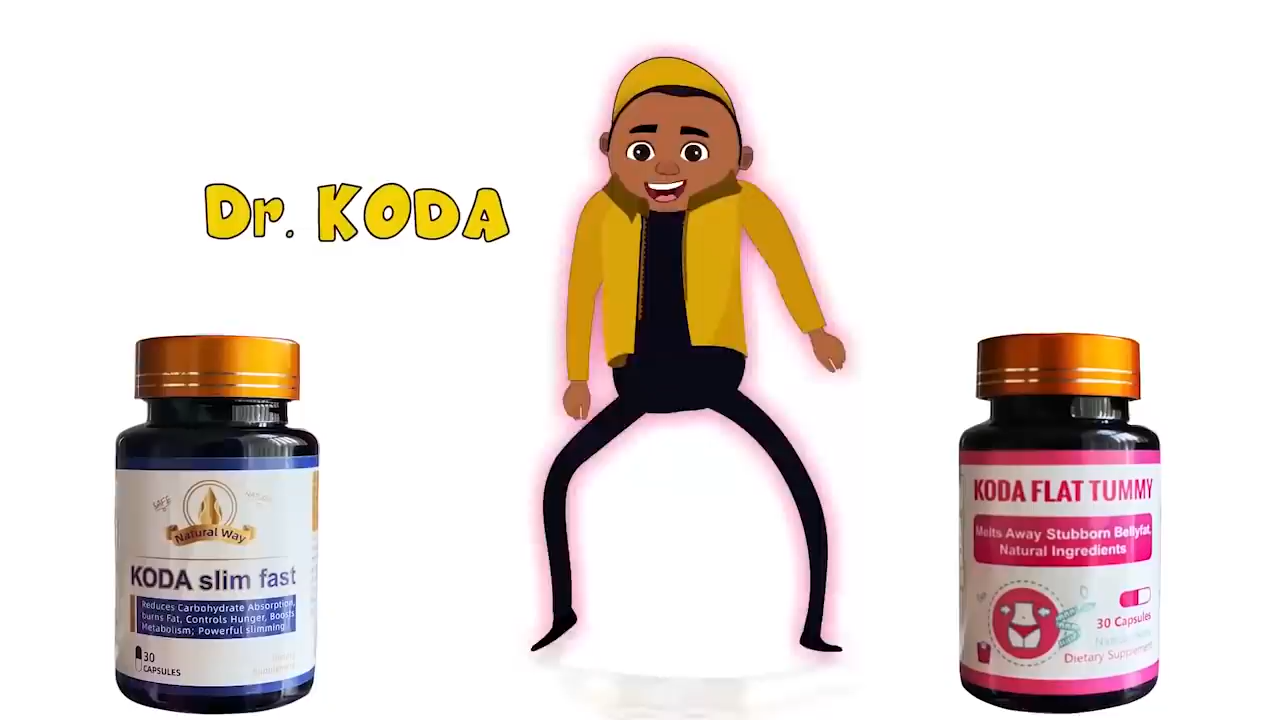 Dr. KODA
SAFE
Natural Way
KODA slim fast
Reduces Carbohydrate Absorption,
burns Fat, Controls Hunger, Boosts
Metabolism; Powerful slimming
30
CAPSULES
KODA FLAT TUMMY
Melts Away Stubborn Bellyfat,
Natural Ingredients
30 Capsules
Dietary Supplement